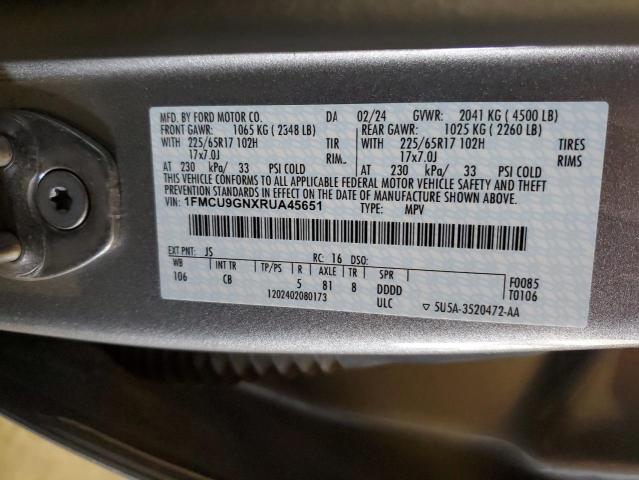 MFD. BY FORD MOTOR CO. DA 02/24 GVWR: 2041 KG ( 4500 LB)
FRONT GAWR: 1065 KG ( 2348 LB) REAR GAWR: 1025 KG ( 2260 LB)
WITH 225/65R17 102H TIR WITH 225/65R17 102H TIRES
17x7.0J RIM 17x7.0J RIMS
AT 230 kPa/ 33 PSI COLD AT 230 kPa/ 33 PSI COLD
THIS VEHICLE CONFORMS TO ALL APPLICABLE FEDERAL MOTOR VEHICLE SAFETY AND THEFT
PREVENTION STANDARDS IN EFFECT ON THE DATE OF MANUFACTURE SHOWN ABOVE.
VIN: 1FMCU9GNXRUA45651 TYPE: MPV
EXT PNT: JS RC: 16 DSO:
WB INT TR TP/PS R AXLE TR SPR F0085
106 CB 5 81 8 DDDD T0106
1202402080173 ULC ▽5U5A-3520472-AA